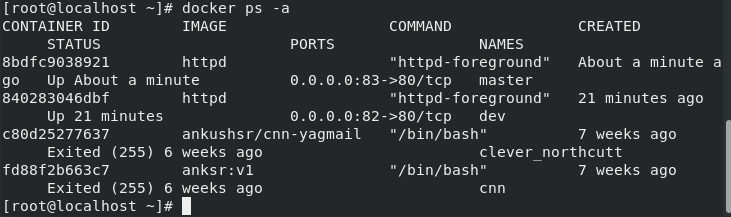 [root@localhost ~]# docker ps -a
CONTAINER ID        IMAGE                  COMMAND              CREATED
     STATUS                     PORTS                NAMES
8bdfc9038921        httpd                  "httpd-foreground"   About a minute a
go   Up About a minute          0.0.0.0:83->80/tcp   master
840283046dbf        httpd                  "httpd-foreground"   21 minutes ago
     Up 21 minutes              0.0.0.0:82->80/tcp   dev
c80d25277637        ankushsr/cnn-yagmail   "/bin/bash"          7 weeks ago
     Exited (255) 6 weeks ago                        clever_northcutt
fd88f2b663c7        anksr:v1               "/bin/bash"          7 weeks ago
     Exited (255) 6 weeks ago                        cnn
[root@localhost ~]#